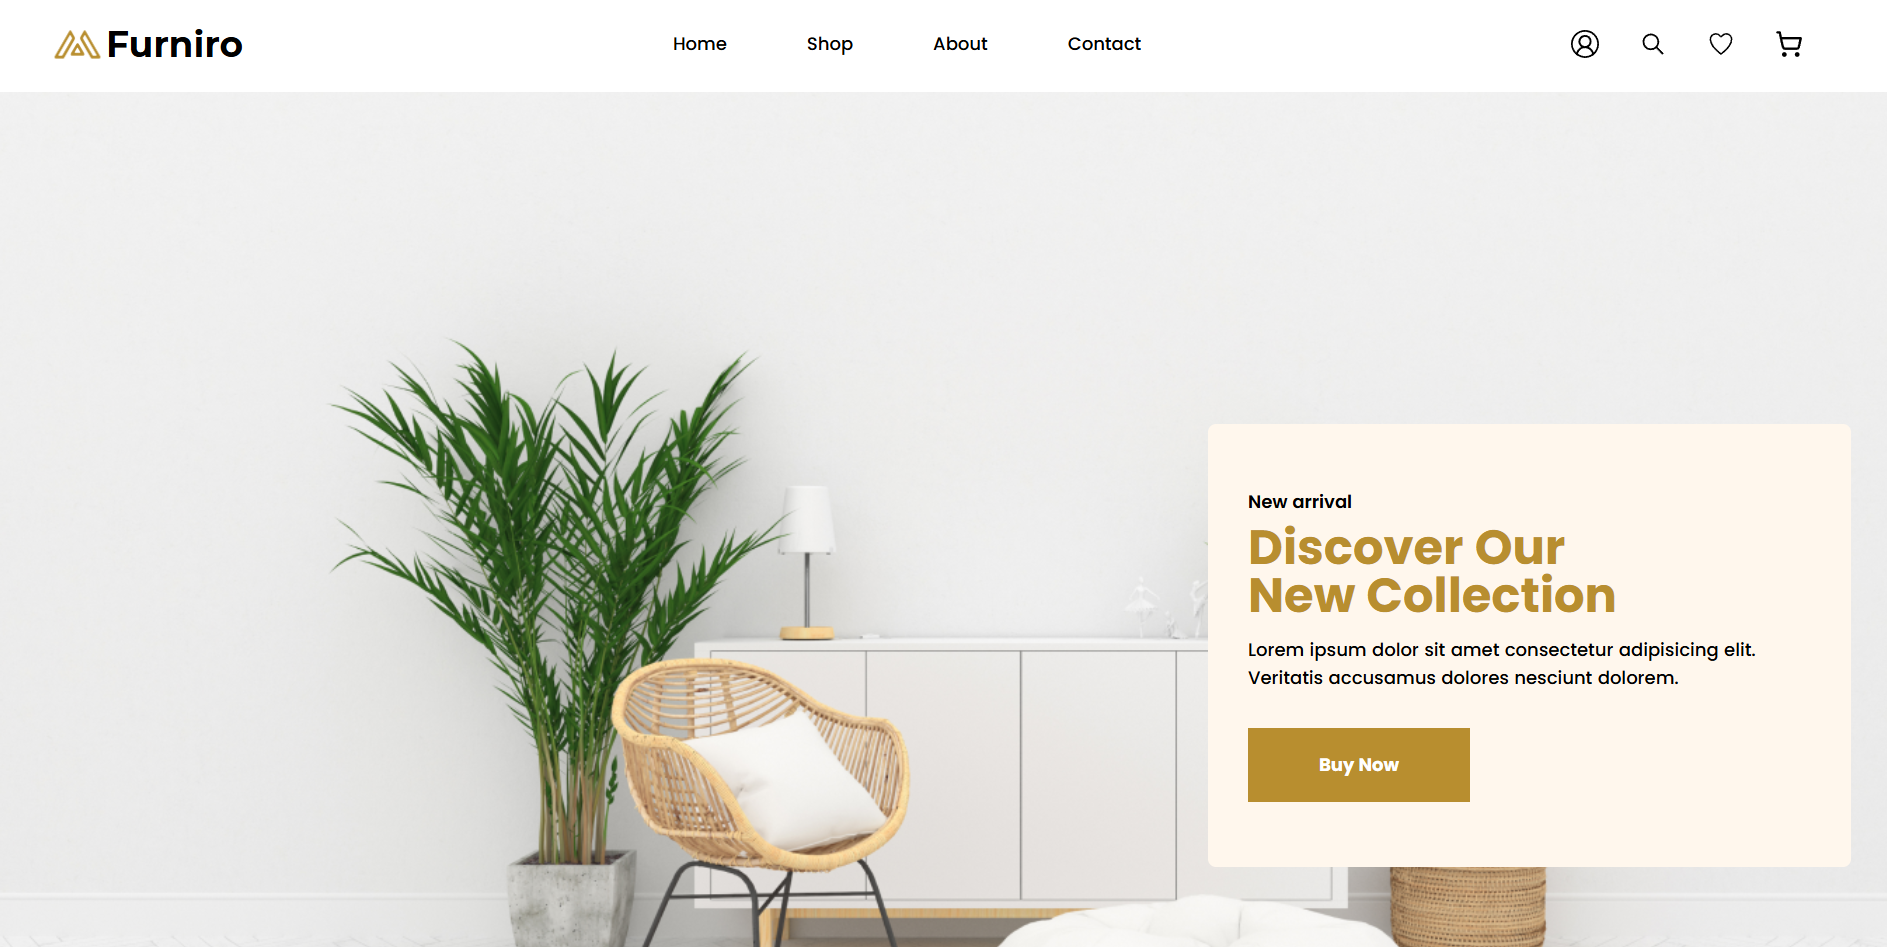 Furniro
Home
Shop
About
Contact
New arrival
Discover Our
New Collection
Lorem ipsum dolor sit amet consectetur adipisicing elit.
Veritatis accusamus dolores nesciunt dolorem.
Buy Now